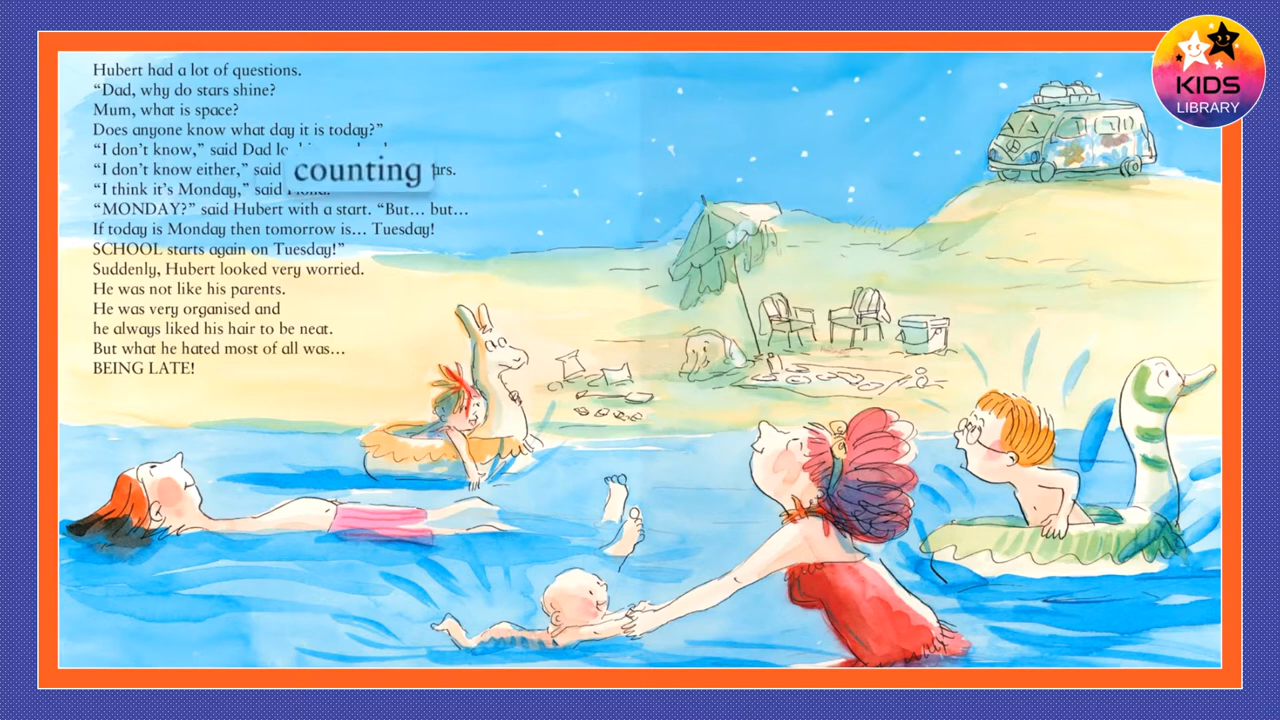 Hubert had a lot of questions.
“Dad, why do stars shine?
Mum, what is space?
Does anyone know what day it is today?”
“I don’t know,” said Dad
“I don’t know either,” said counting
“I think it’s Monday,” said
“MONDAY?” said Hubert with a start. “But... but...
If today is Monday then tomorrow is... Tuesday!
SCHOOL starts again on Tuesday!”
Suddenly, Hubert looked very worried.
He was not like his parents.
He was very organised and
he always liked his hair to be neat.
But what he hated most of all was...
BEING LATE!
KIDS
LIBRARY